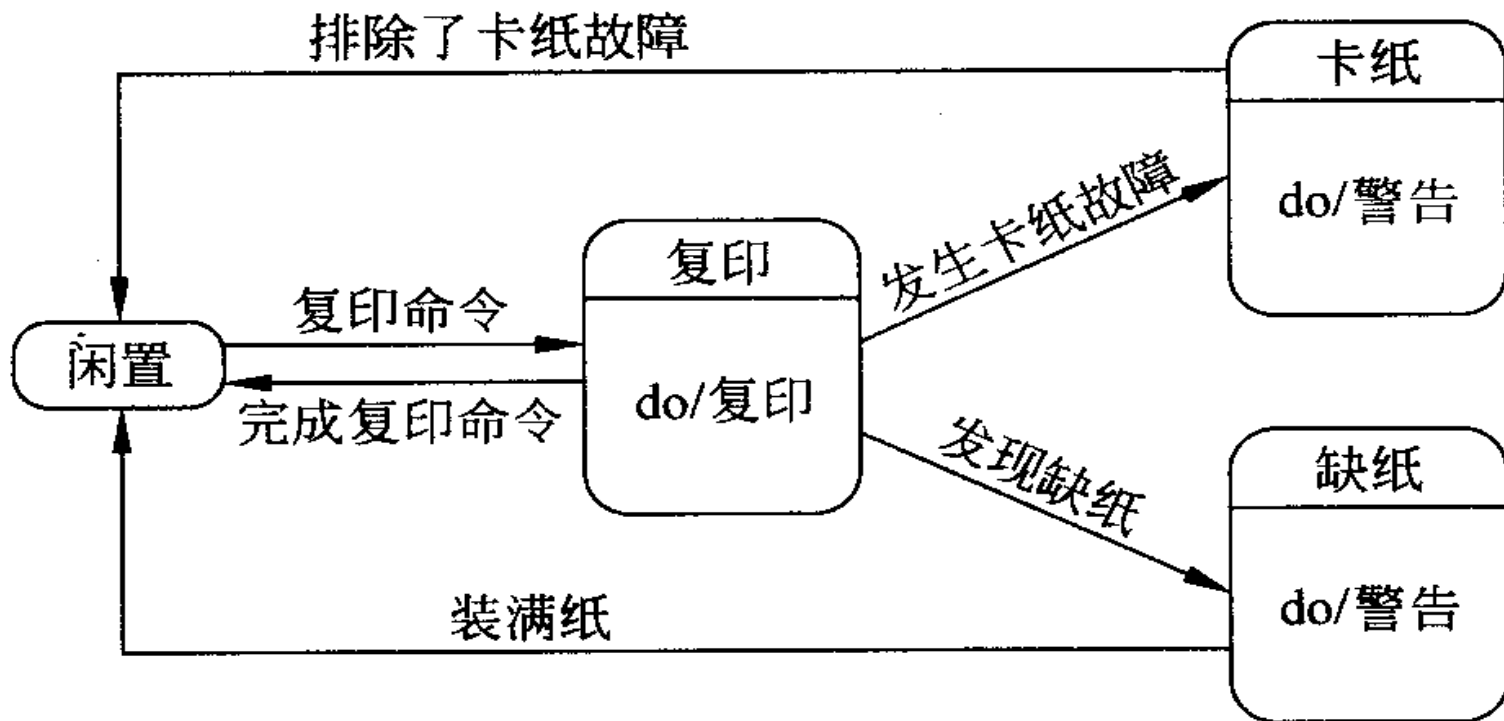 排除了卡纸故障
卡纸
do/警告
发生卡纸故障
复印
do/复印
复印命令
闲置
完成复印命令
发现缺纸
缺纸
do/警告
装满纸